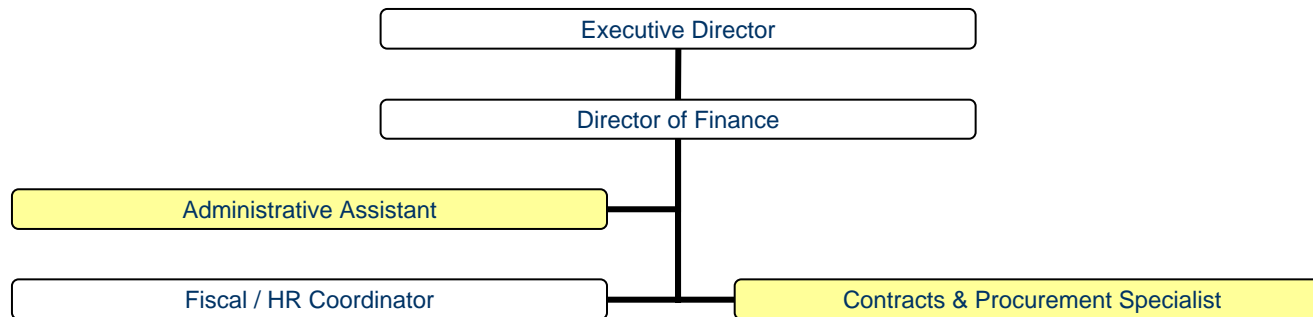 Executive Director
Director of Finance
Administrative Assistant
Fiscal / HR Coordinator
Contracts & Procurement Specialist